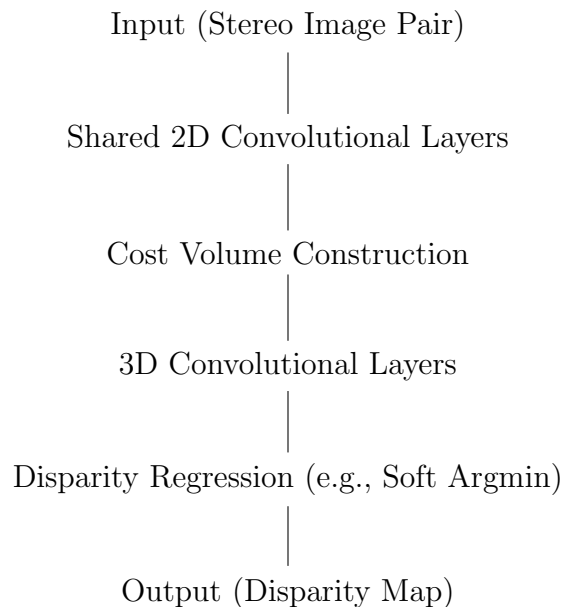 Input (Stereo Image Pair)
Shared 2D Convolutional Layers
Cost Volume Construction
3D Convolutional Layers
Disparity Regression (e.g., Soft Argmin)
Output (Disparity Map)